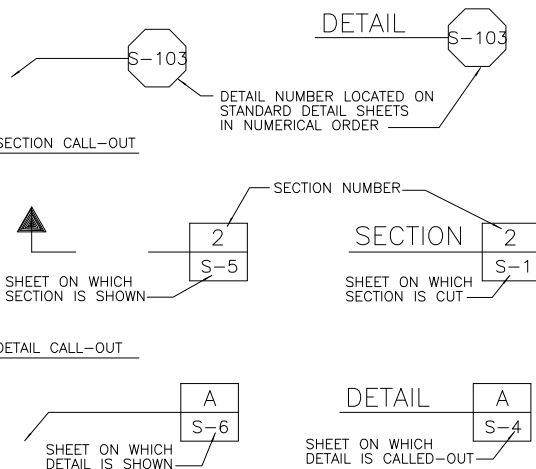 DETAIL
S-103
S-103
DETAIL NUMBER LOCATED ON
STANDARD DETAIL SHEETS
IN NUMERICAL ORDER
SECTION CALL-OUT
SECTION NUMBER
2
S-5
SECTION
2
S-1
SHEET ON WHICH
SECTION IS SHOWN
SHEET ON WHICH
SECTION IS CUT
DETAIL CALL-OUT
A
S-6
DETAIL
A
S-4
SHEET ON WHICH
DETAIL IS SHOWN
SHEET ON WHICH
DETAIL IS CALLED-OUT